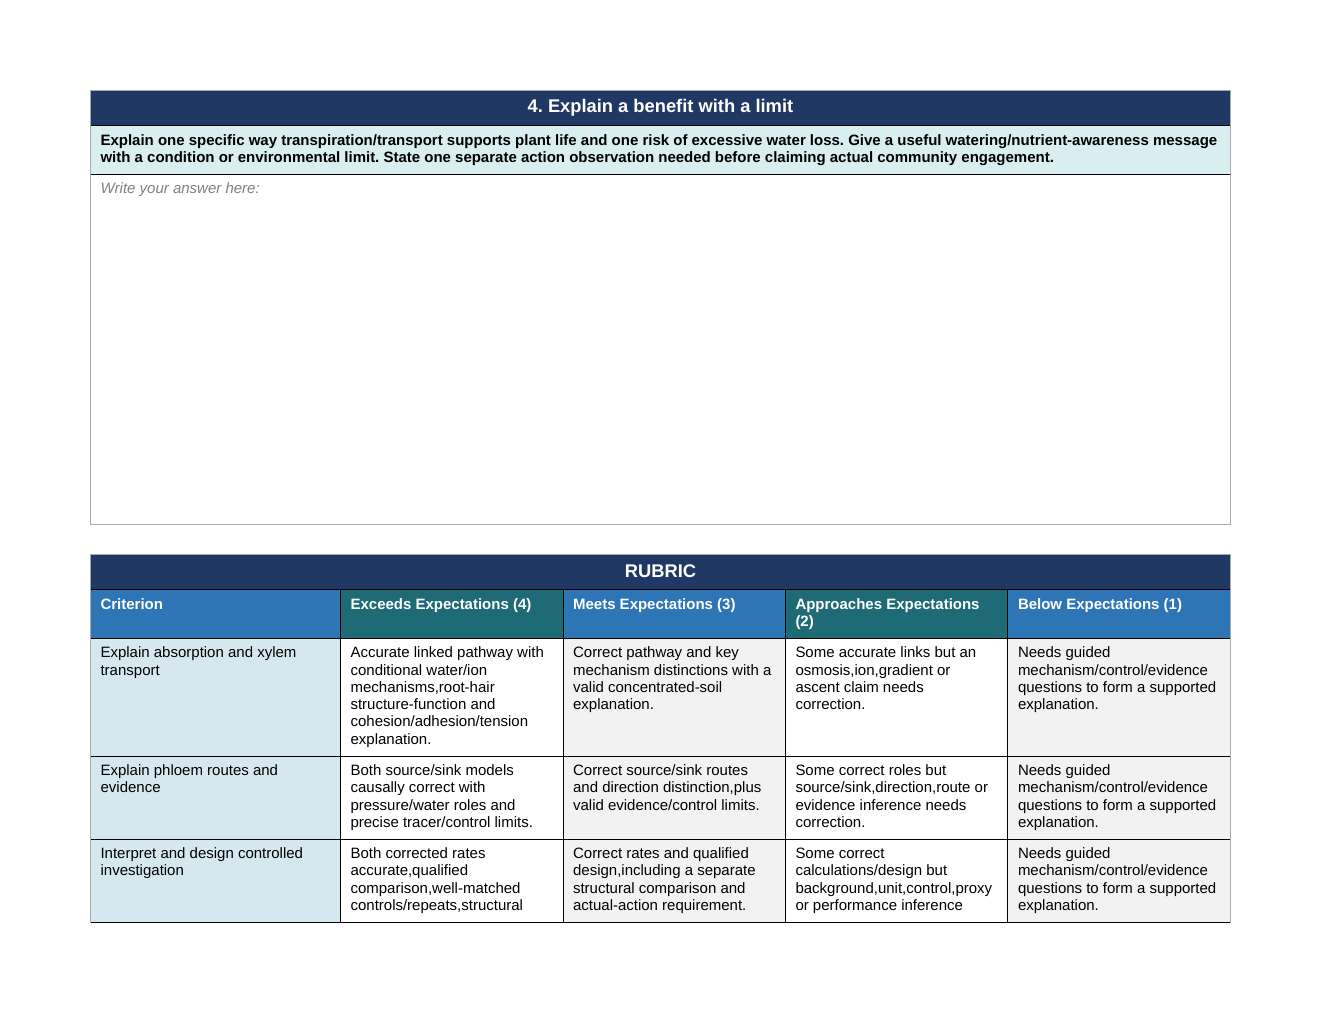 4. Explain a benefit with a limit
Explain one specific way transpiration/transport supports plant life and one risk of excessive water loss. Give a useful watering/nutrient-awareness message
with a condition or environmental limit. State one separate action observation needed before claiming actual community engagement.
Write your answer here:
RUBRIC
Criterion
Exceeds Expectations (4)
Meets Expectations (3)
Approaches Expectations
(2)
Below Expectations (1)
Explain absorption and xylem
transport
Accurate linked pathway with
conditional water/ion
mechanisms,root-hair
structure-function and
cohesion/adhesion/tension
explanation.
Correct pathway and key
mechanism distinctions with a
valid concentrated-soil
explanation.
Some accurate links but an
osmosis,ion,gradient or
ascent claim needs
correction.
Needs guided
mechanism/control/evidence
questions to form a supported
explanation.
Explain phloem routes and
evidence
Both source/sink models
causally correct with
pressure/water roles and
precise tracer/control limits.
Correct source/sink routes
and direction distinction,plus
valid evidence/control limits.
Some correct roles but
source/sink,direction,route or
evidence inference needs
correction.
Needs guided
mechanism/control/evidence
questions to form a supported
explanation.
Interpret and design controlled
investigation
Both corrected rates
accurate,qualified
comparison,well-matched
controls/repeats,structural
Correct rates and qualified
design,including a separate
structural comparison and
actual-action requirement.
Some correct
calculations/design but
background,unit,control,proxy
or performance inference
Needs guided
mechanism/control/evidence
questions to form a supported
explanation.